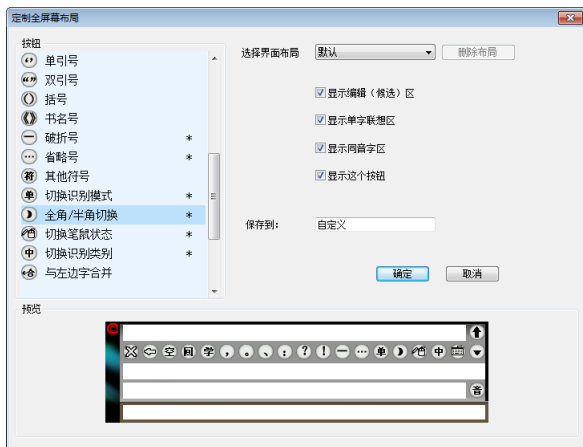 定制全屏幕布局
按钮
单引号
双引号
括号
书名号
破折号 *
省略号 *
符 其他符号
单 切换识别模式 *
全角/半角切换 *
切换笔鼠状态 *
中 切换识别类别 *
合 与左边字合并
选择界面布局 默认 删除布局
显示编辑（候选）区
显示单字联想区
显示同音字区
显示这个按钮
保存到: 自定义
确定 取消
预览
空 回 学 , 。 、 : ? ! — … 单 中
音